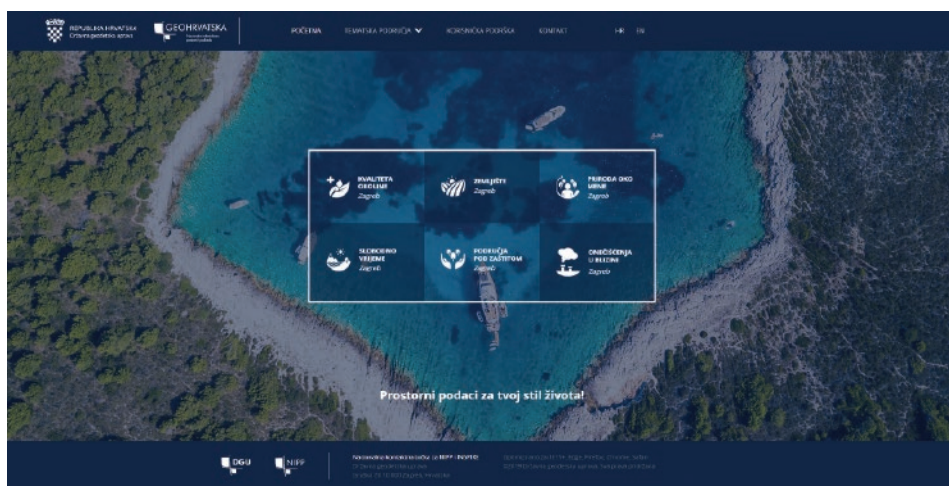 REPUBLIKA HRVATSKA
Državna geodetska uprava
GEOHRVATSKA
POČETNA
TEMATSKA PODRUČJA
KORISNIČKA PODRŠKA
KONTAKT
HR
EN
KVALITETA
OKOLINE
Zagreb
ZEMLJIŠTE
Zagreb
PRIRODA OKO
MENE
Zagreb
SLOBODNO
VRIJEME
Zagreb
PODRUČJA
POD ZAŠTITOM
Zagreb
ONEČIŠĆENJA
U BLIZINI
Zagreb
Prostorni podaci za tvoj stil života!
DGU
NIPP